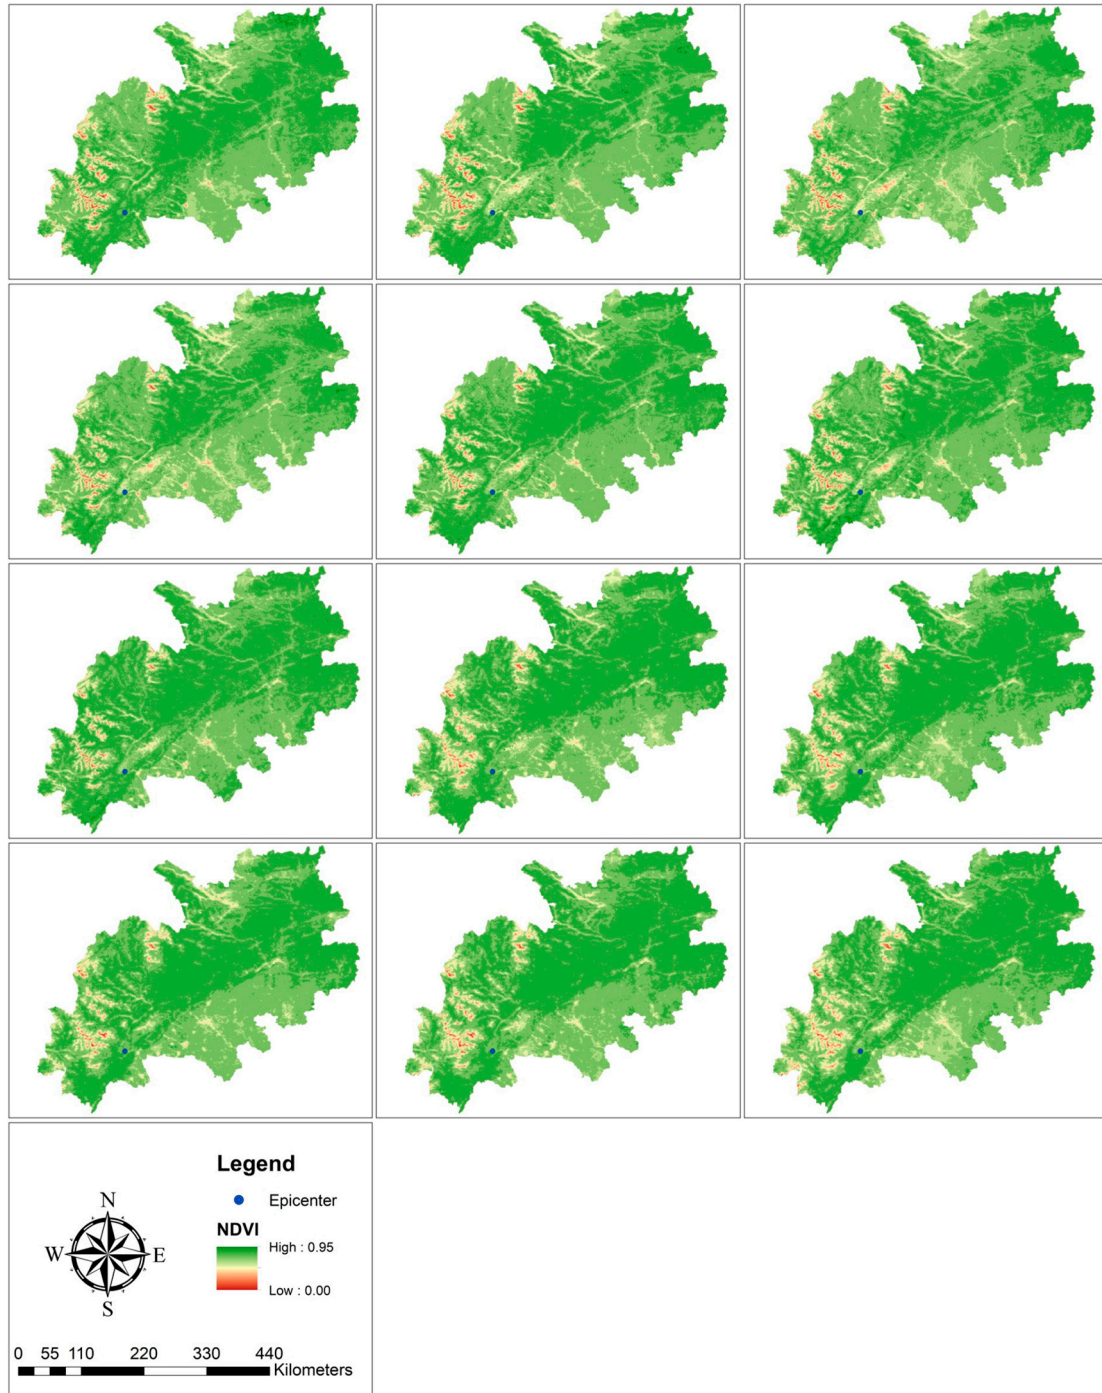 Legend
Epicenter
NDVI
High : 0.95
Low : 0.00
N
W E
S
0 55 110 220 330 440
Kilometers